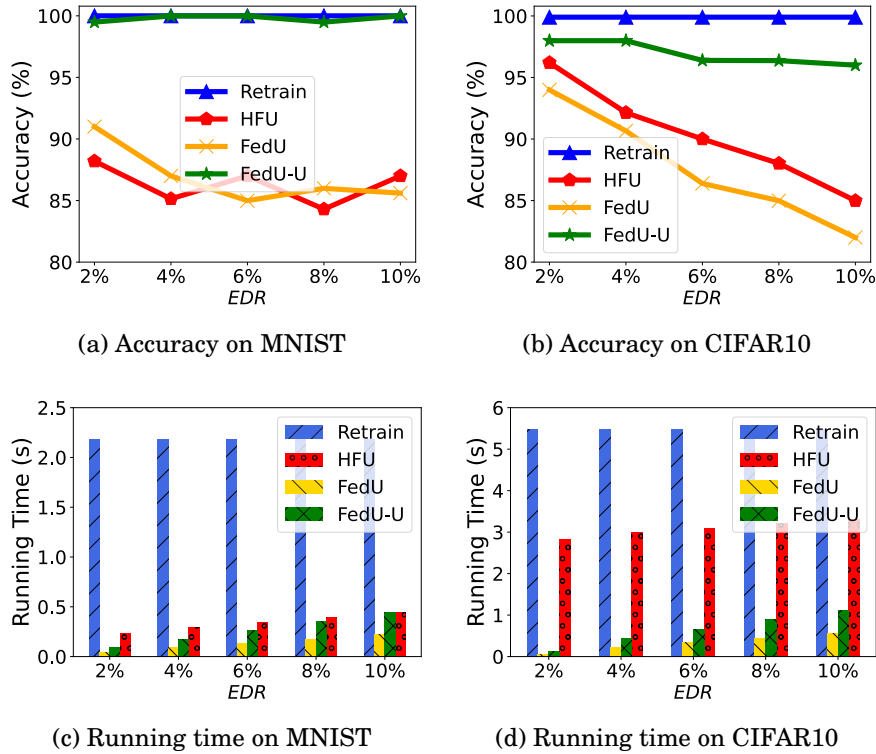 100
95
90
85
80
Accuracy (%)
Retrain
HFU
FedU
FedU-U
2% 4% 6% 8% 10%
EDR
(a) Accuracy on MNIST
100
95
90
85
80
Accuracy (%)
Retrain
HFU
FedU
FedU-U
2% 4% 6% 8% 10%
EDR
(b) Accuracy on CIFAR10
2.5
2.0
1.5
1.0
0.5
0.0
Running Time (s)
Retrain
HFU
FedU
FedU-U
2% 4% 6% 8% 10%
EDR
(c) Running time on MNIST
6
5
4
3
2
1
0
Running Time (s)
Retrain
HFU
FedU
FedU-U
2% 4% 6% 8% 10%
EDR
(d) Running time on CIFAR10